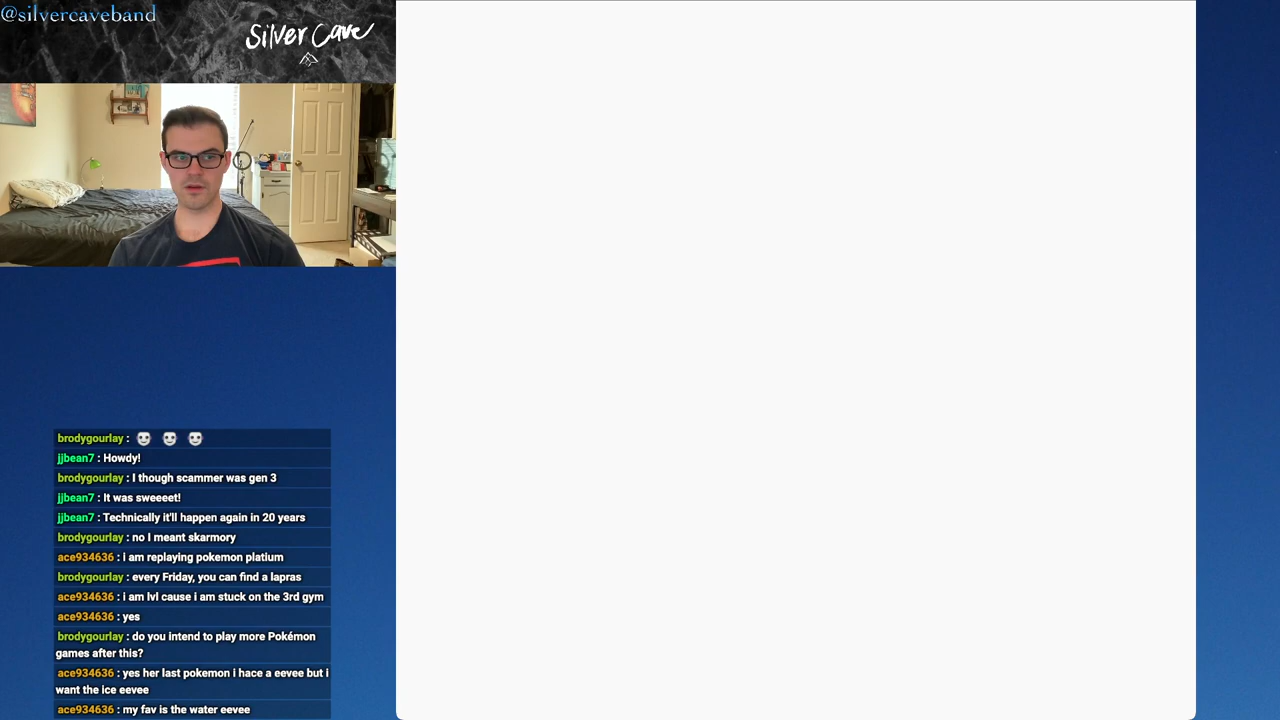 @silvercaveband
Silver Cave
brodygourlay :
jjbean7 : Howdy!
brodygourlay : I though scammer was gen 3
jjbean7 : It was sweeeet!
jjbean7 : Technically it'll happen again in 20 years
brodygourlay : no I meant skarmory
ace934636 : i am replaying pokemon platium
brodygourlay : every Friday, you can find a lapras
ace934636 : i am lvl cause i am stuck on the 3rd gym
ace934636 : yes
brodygourlay : do you intend to play more Pokémon
games after this?
ace934636 : yes her last pokemon i hace a eevee but i
want the ice eevee
ace934636 : my fav is the water eevee